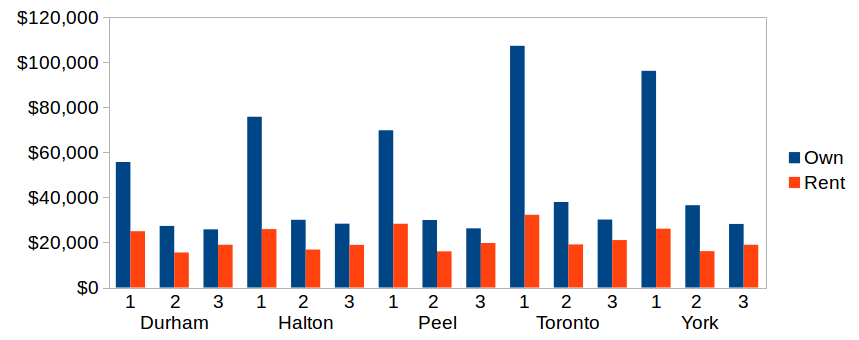 $120,000
$100,000
$80,000
$60,000
$40,000
$20,000
$0
Own
Rent
1 2 3 1 2 3 1 2 3 1 2 3 1 2 3
Durham Halton Peel Toronto York